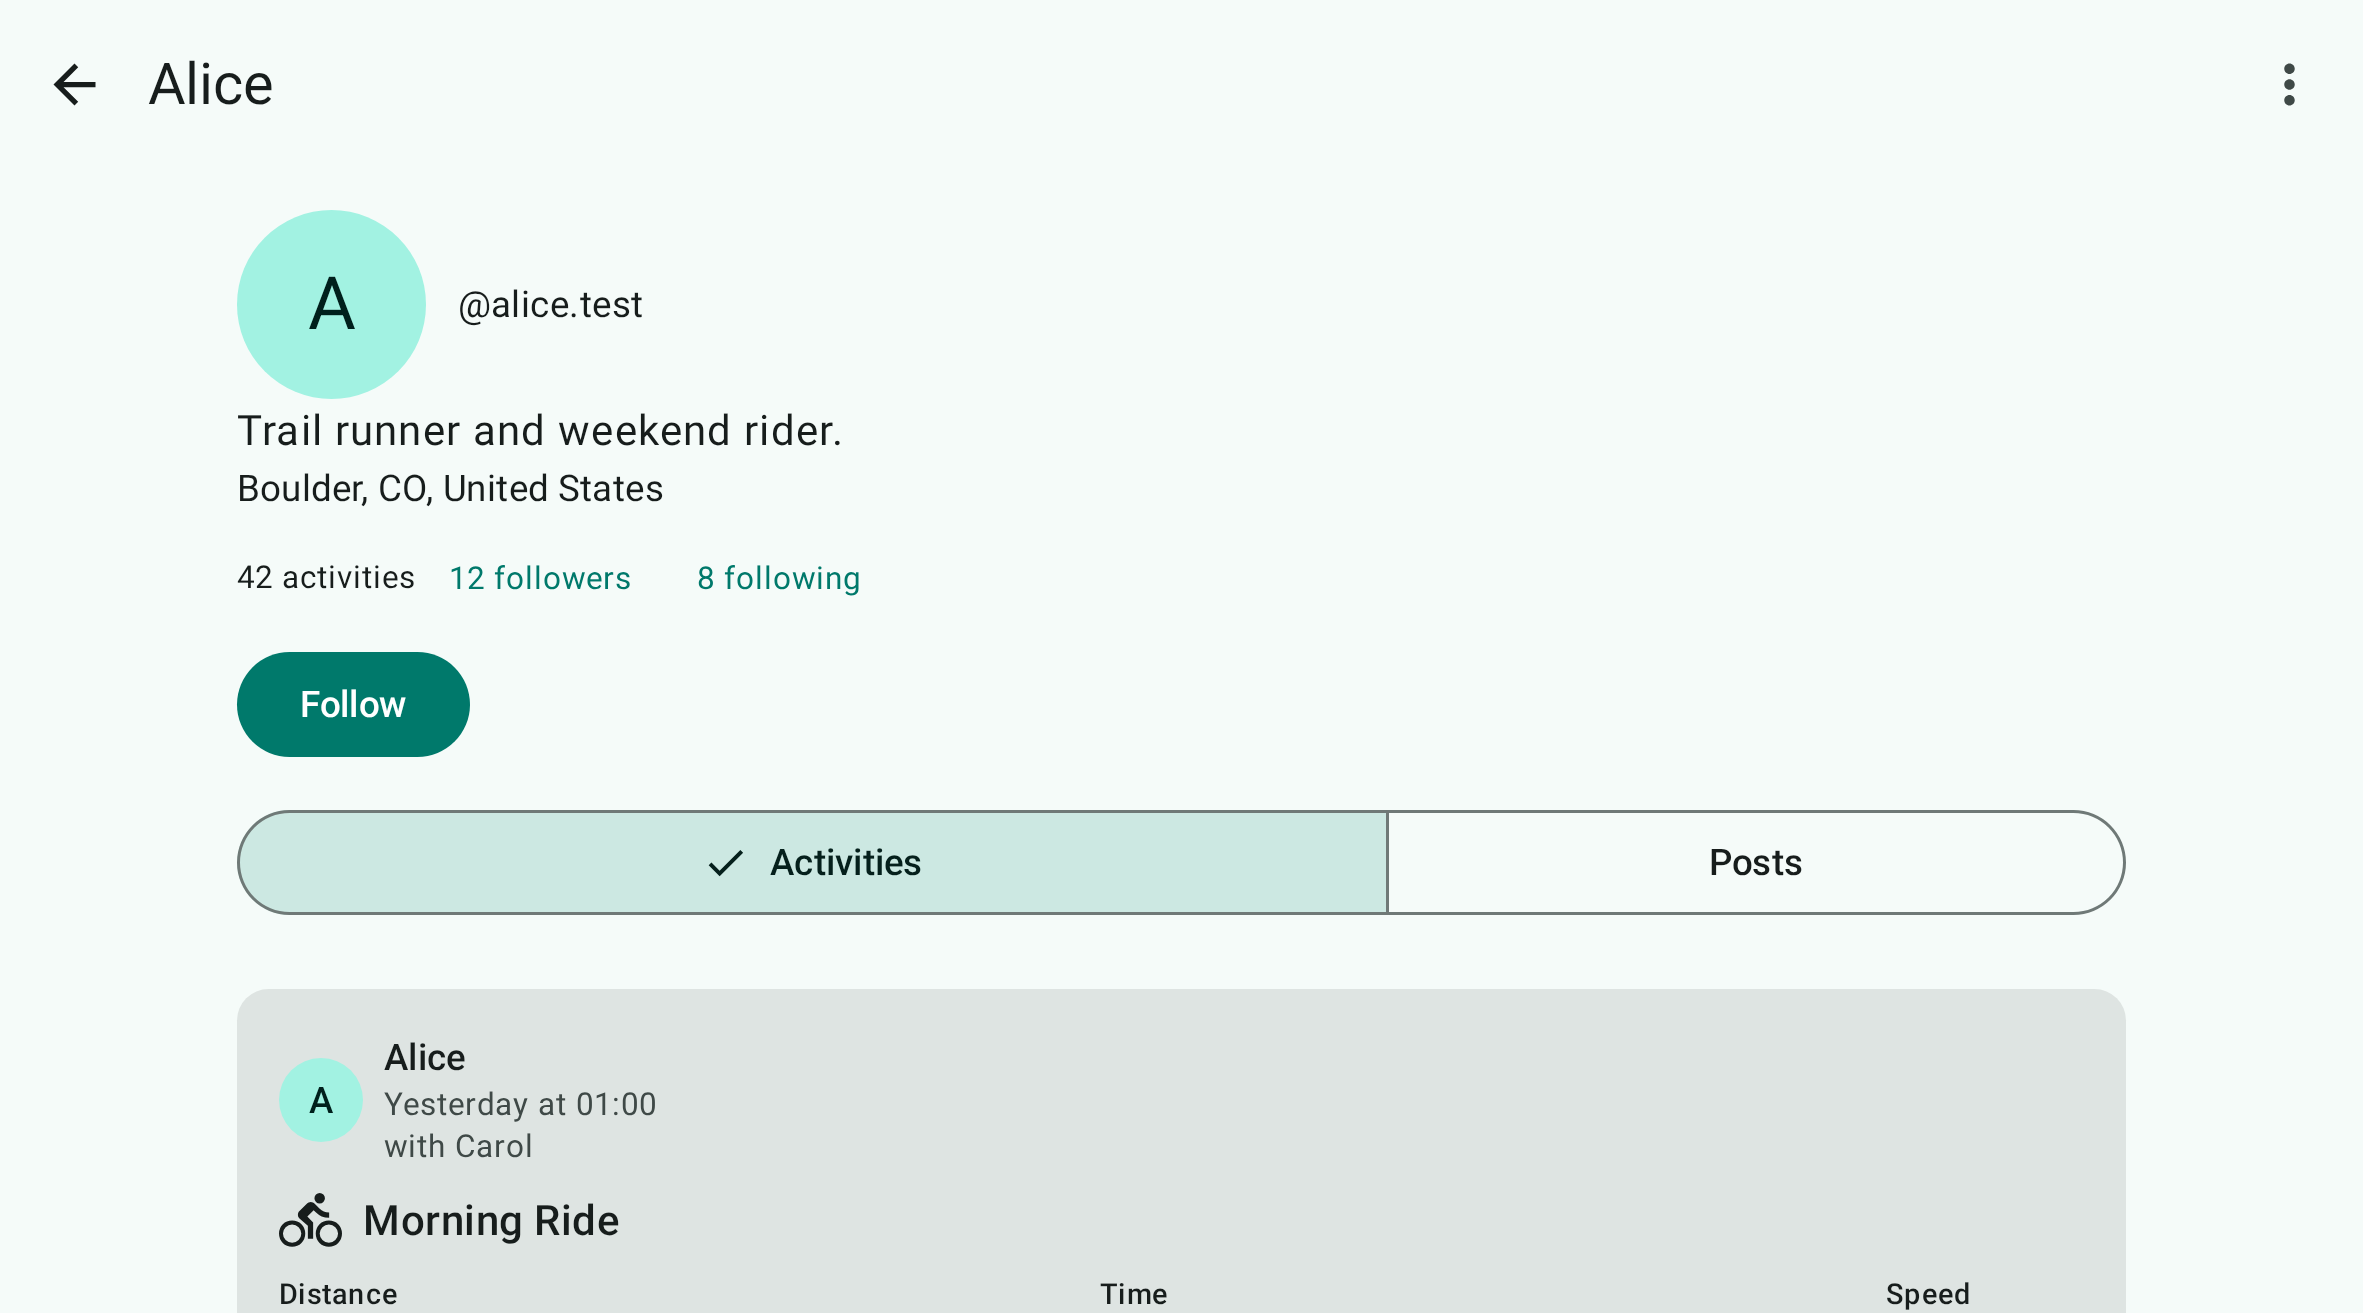 Alice
A
@alice.test
Trail runner and weekend rider.
Boulder, CO, United States
42 activities 12 followers 8 following
Follow
Activities Posts
A
Alice
Yesterday at 01:00
with Carol
Morning Ride
Distance Time Speed